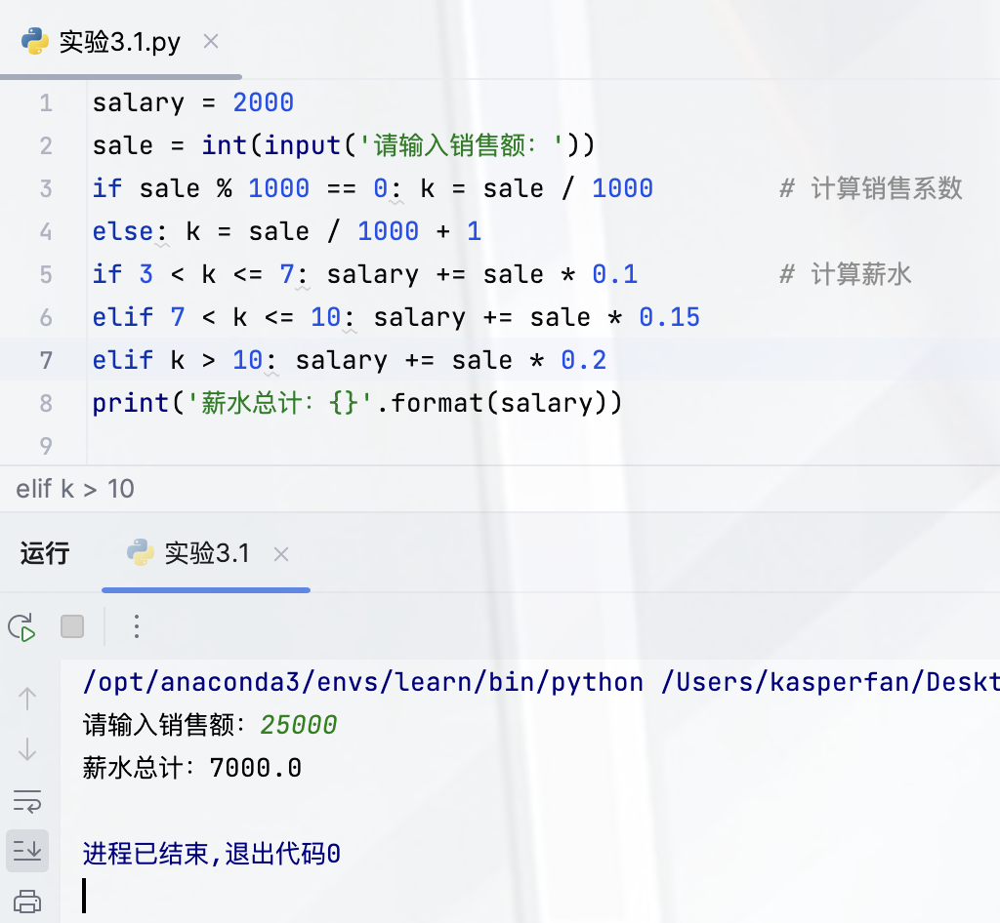 实验3.1.py
1 salary = 2000
2 sale = int(input('请输入销售额：'))
3 if sale % 1000 == 0: k = sale / 1000 # 计算销售系数
4 else: k = sale / 1000 + 1
5 if 3 < k <= 7: salary += sale * 0.1 # 计算薪水
6 elif 7 < k <= 10: salary += sale * 0.15
7 elif k > 10: salary += sale * 0.2
8 print('薪水总计：{}'.format(salary))
9
elif k > 10
运行 实验3.1
/opt/anaconda3/envs/learn/bin/python /Users/kasperfan/Deskt
请输入销售额：25000
薪水总计：7000.0
进程已结束,退出代码0